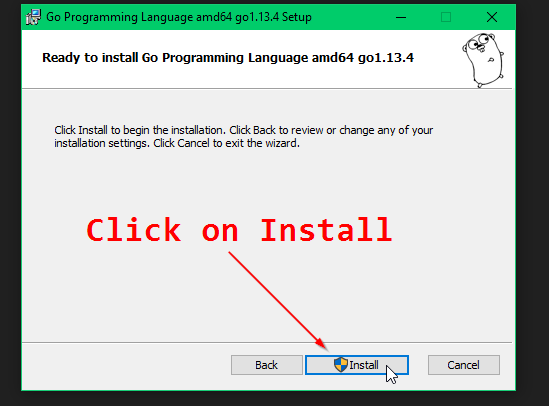 Go Programming Language amd64 go1.13.4 Setup
Ready to install Go Programming Language amd64 go1.13.4
Click Install to begin the installation. Click Back to review or change any of your
installation settings. Click Cancel to exit the wizard.
Click on Install
Back
Install
Cancel